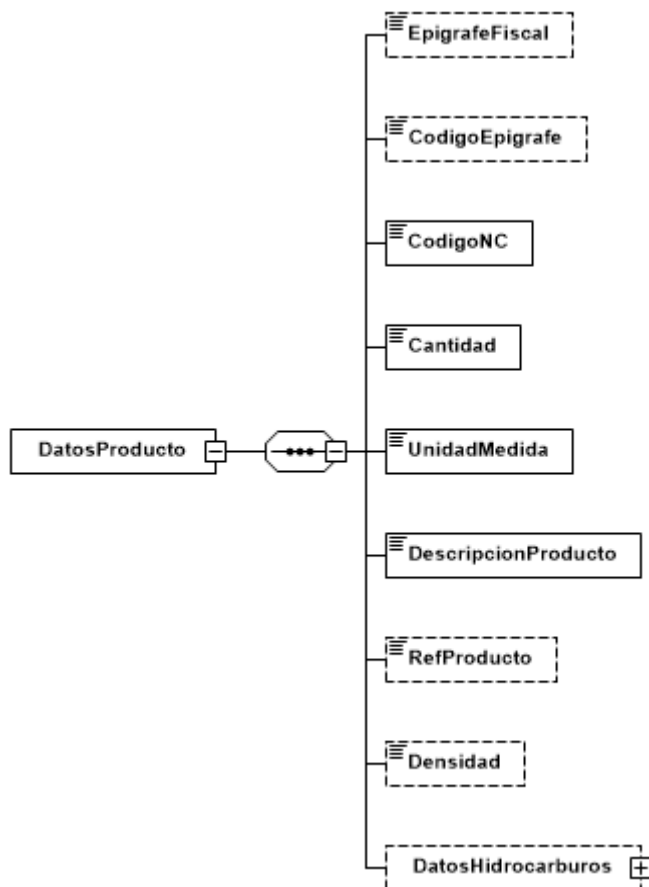 EpigrafeFiscal
CodigoEpigrafe
CodigoNC
Cantidad
DatosProducto
UnidadMedida
DescripcionProducto
RefProducto
Densidad
DatosHidrocarburos